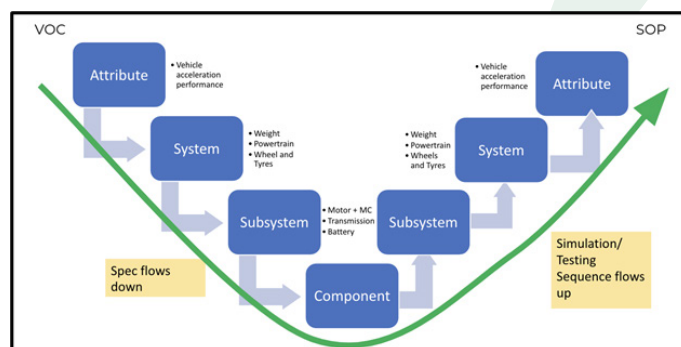 VOC
SOP
Attribute
• Vehicle
acceleration
performance
System
• Weight
• Powertrain
• Wheel and
Tyres
Subsystem
• Motor + MC
• Transmission
• Battery
Component
Subsystem
System
• Weight
• Powertrain
• Wheels
and Tyres
Attribute
• Vehicle
acceleration
performance
Spec flows
down
Simulation/
Testing
Sequence flows
up